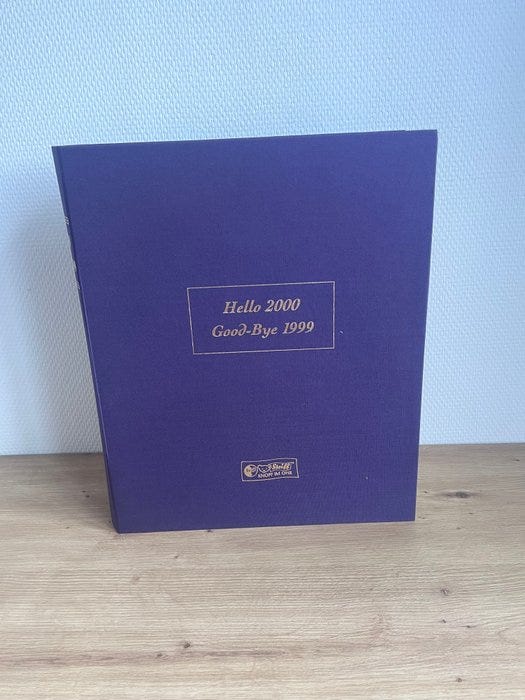 Hello 2000
Good-Bye 1999
Steiff
KNOPF IM OHR